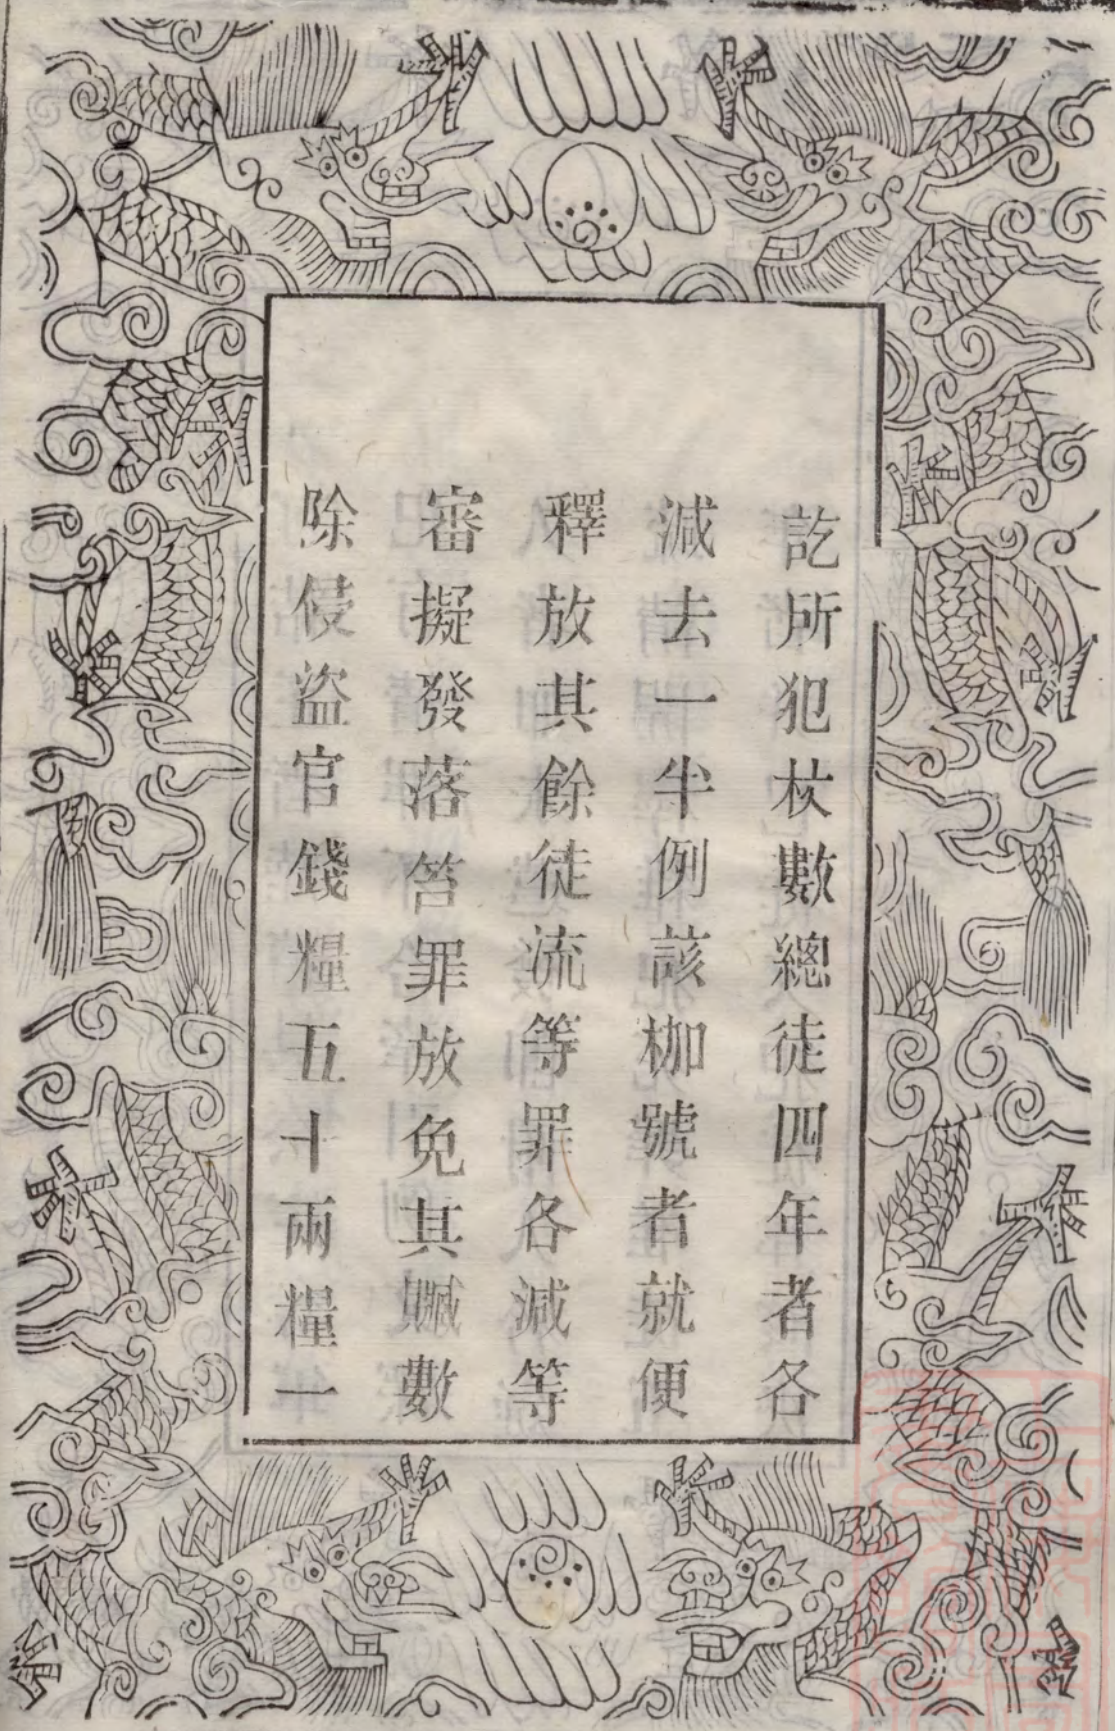 訖所犯杖數總徒四年者各
減去一半例該枷號者就便
釋放其餘徒流等罪各減等
審擬發落笞罪放免其贓數
除侵盜官錢糧五十兩糧一